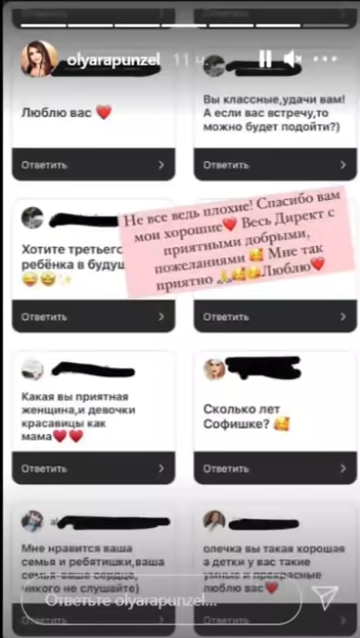 Ответить
Ответить
olyarapunzel 11 ч.
Люблю вас ❤️
Ответить
Вы классные,удачи вам!
А если вас встречу,то
можно будет подойти?)
Ответить
Не все ведь плохие! Спасибо вам
мои хорошие❤️ Весь Директ с
приятными добрыми,
пожеланиями 🥰 Мне так
приятно 🙏🥰😘Люблю❤️
Хотите третьего
ребёнка в будущ
😄🤩✨
Ответить
Ответить
Какая вы приятная
женщина,и девочки
красавицы как
мама❤️❤️
Ответить
Сколько лет
Софишке? 🥰
Ответить
Мне нравится ваша
семья и ребятишки,ваша
семья-ваше сердце,
никого не слушайте)
олечка вы такая хорошая
а детки у вас такие
умные и прекрасные
люблю вас❤️
Ответьте olyarapunzel...